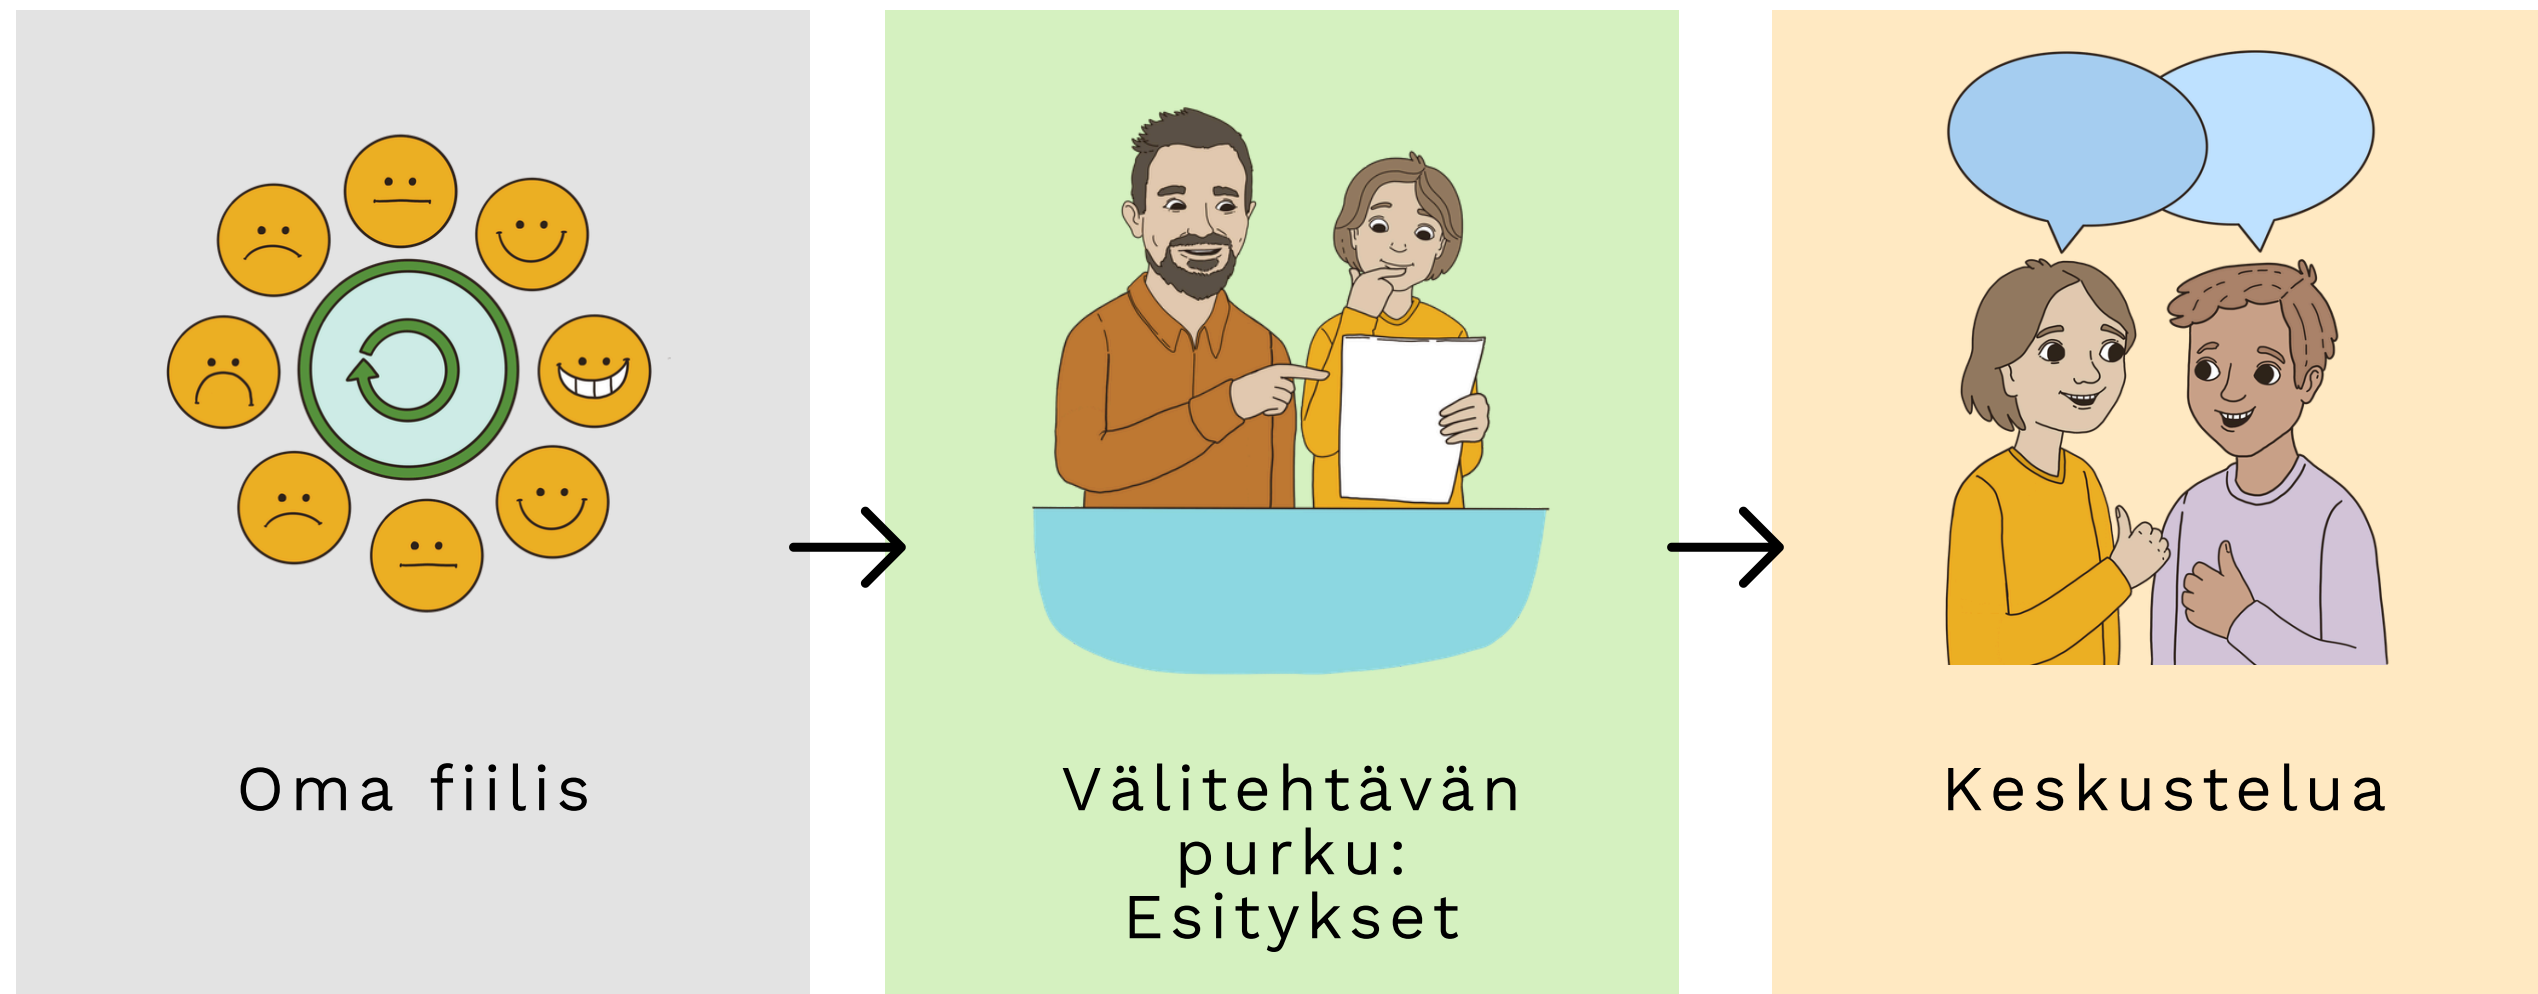 Oma fiilis
Välitehtävän
purku:
Esitykset
Keskustelua